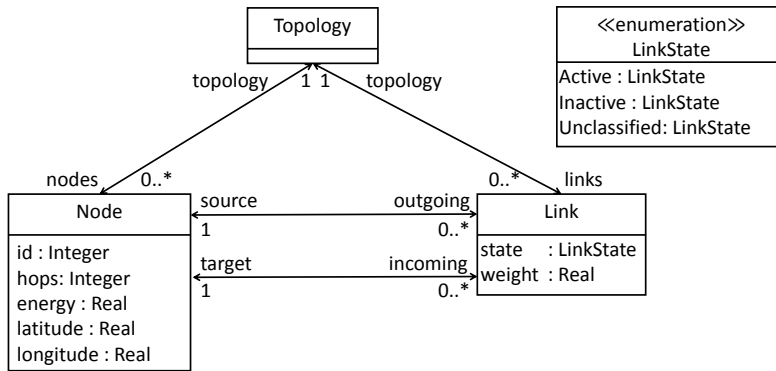 Topology
≪enumeration≫
LinkState
Active : LinkState
Inactive : LinkState
Unclassified: LinkState
topology 1 1 topology
nodes 0..* 0..* links
Node
id : Integer
hops: Integer
energy : Real
latitude : Real
longitude : Real
source outgoing
1 0..*
target incoming
1 0..*
Link
state : LinkState
weight : Real